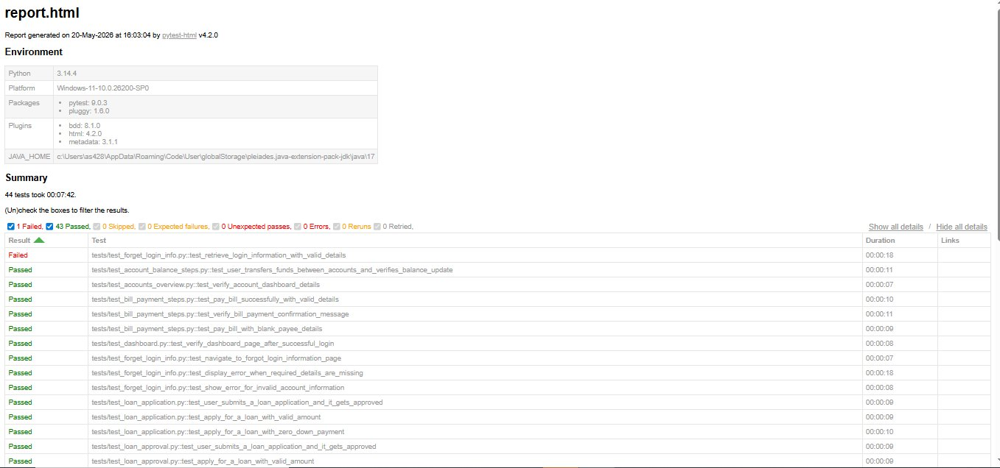 report.html
Report generated on 20-May-2026 at 16:03:04 by pytest-html v4.2.0
Environment
Python 3.14.4
Platform Windows-11-10.0.26200-SP0
Packages • pytest: 9.0.3
• pluggy: 1.6.0
Plugins • bdd: 8.1.0
• html: 4.2.0
• metadata: 3.1.1
JAVA_HOME c:\Users\as428\AppData\Roaming\Code\User\globalStorage\pleiades.java-extension-pack-jdk\java\17
Summary
44 tests took 00:07:42.
(Un)check the boxes to filter the results.
1 Failed, 43 Passed, 0 Skipped, 0 Expected failures, 0 Unexpected passes, 0 Errors, 0 Reruns 0 Retried, Show all details / Hide all details
Result Test Duration Links
Failed tests/test_forget_login_info.py::test_retrieve_login_information_with_valid_details 00:00:18
Passed tests/test_account_balance_steps.py::test_user_transfers_funds_between_accounts_and_verifies_balance_update 00:00:11
Passed tests/test_accounts_overview.py::test_verify_account_dashboard_details 00:00:07
Passed tests/test_bill_payment_steps.py::test_pay_bill_successfully_with_valid_details 00:00:10
Passed tests/test_bill_payment_steps.py::test_verify_bill_payment_confirmation_message 00:00:11
Passed tests/test_bill_payment_steps.py::test_pay_bill_with_blank_payee_details 00:00:09
Passed tests/test_dashboard.py::test_verify_dashboard_page_after_successful_login 00:00:08
Passed tests/test_forget_login_info.py::test_navigate_to_forgot_login_information_page 00:00:07
Passed tests/test_forget_login_info.py::test_display_error_when_required_details_are_missing 00:00:18
Passed tests/test_forget_login_info.py::test_show_error_for_invalid_account_information 00:00:08
Passed tests/test_loan_application.py::test_user_submits_a_loan_application_and_it_gets_approved 00:00:09
Passed tests/test_loan_application.py::test_apply_for_a_loan_with_valid_amount 00:00:09
Passed tests/test_loan_application.py::test_apply_for_a_loan_with_zero_down_payment 00:00:10
Passed tests/test_loan_approval.py::test_user_submits_a_loan_application_and_it_gets_approved 00:00:09
Passed tests/test_loan_approval.py::test_apply_for_a_loan_with_valid_amount 00:00:09